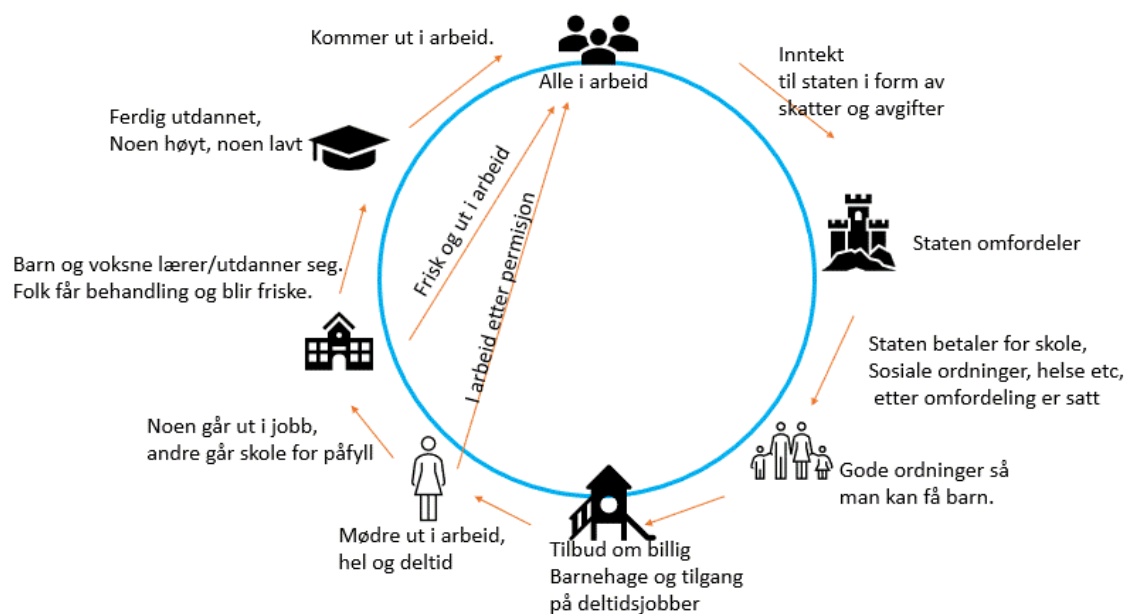 Kommer ut i arbeid.
Alle i arbeid
Inntekt
til staten i form av
skatter og avgifter
Ferdig utdannet,
Noen høyt, noen lavt
Frisk og ut i arbeid
I arbeid etter permisjon
Staten omfordeler
Barn og voksne lærer/utdanner seg.
Folk får behandling og blir friske.
Staten betaler for skole,
Sosiale ordninger, helse etc,
etter omfordeling er satt
Noen går ut i jobb,
andre går skole for påfyll
Gode ordninger så
man kan få barn.
Mødre ut i arbeid,
hel og deltid
Tilbud om billig
Barnehage og tilgang
på deltidsjobber